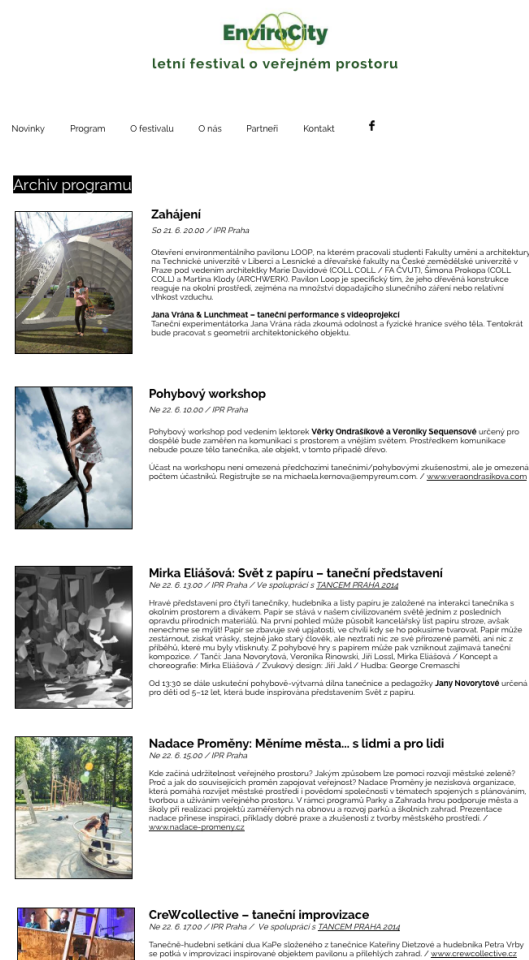 EnviroCity
letní festival o veřejném prostoru
Novinky Program O festivalu O nás Partneři Kontakt
Archiv programu
Zahájení
So 21. 6. 20.00 / IPR Praha
Otevření environmentálního pavilonu LOOP, na kterém pracovali studenti Fakulty umění a architektury
na Technické univerzitě v Liberci a Lesnické a dřevařské fakulty na České zemědělské univerzitě v
Praze pod vedením architektky Marie Davidové (COLL COLL / FA ČVUT), Šimona Prokopa (COLL
COLL) a Martina Klody (ARCHWERK). Pavilon Loop je specifický tím, že jeho dřevěná konstrukce
reaguje na okolní prostředí, zejména na množství dopadajícího slunečního záření nebo relativní
vlhkost vzduchu.
Jana Vrána & Lunchmeat – taneční performance s videoprojekcí
Taneční experimentátorka Jana Vrána ráda zkoumá odolnost a fyzické hranice svého těla. Tentokrát
bude pracovat s geometrií architektonického objektu.
Pohybový workshop
Ne 22. 6. 10.00 / IPR Praha
Pohybový workshop pod vedením lektorek Věrky Ondrašíkové a Veroniky Sequensové určený pro
dospělé bude zaměřen na komunikaci s prostorem a vnějším světem. Prostředkem komunikace
nebude pouze tělo tanečníka, ale objekt, v tomto případě dřevo.
Účast na workshopu není omezená předchozími tanečními/pohybovými zkušenostmi, ale je omezená
počtem účastníků. Registrujte se na michaela.kernova@empyreum.com. / www.veraondrasikova.com
Mirka Eliášová: Svět z papíru – taneční představení
Ne 22. 6. 13.00 / IPR Praha / Ve spolupráci s TANCEM PRAHA 2014
Hravé představení pro čtyři tanečníky, hudebníka a listy papíru je založené na interakci tanečníka s
okolním prostorem a divákem. Papír se stává v našem civilizovaném světě jedním z posledních
opravdu přírodních materiálů. Na první pohled může působit kancelářský list papíru stroze, avšak
nenechme se mýlit! Papír se zbavuje své upjatosti, ve chvíli kdy se ho pokusíme tvarovat. Papír může
zestárnout, získat vrásky, stejně jako starý člověk, ale neztratí nic ze své přirozené paměti, ani nic z
příběhů, které mu byly vtisknuty. Z pohybové hry s papírem může pak vzniknout zajímavá taneční
kompozice. / Tančí: Jana Novorytová, Veronika Rinowski, Jiří Lössl, Mirka Eliášová / Koncept a
choreografie: Mirka Eliášová / Zvukový design: Jiří Jakl / Hudba: George Cremaschi
Od 13:30 se dále uskuteční pohybově-výtvarná dílna tanečnice a pedagožky Jany Novorytové určená
pro děti od 5–12 let, která bude inspirována představením Svět z papíru.
Nadace Proměny: Měníme města... s lidmi a pro lidi
Ne 22. 6. 15.00 / IPR Praha
Kde začíná udržitelnost veřejného prostoru? Jakým způsobem lze pomoci rozvoji městské zeleně?
Proč a jak do souvisejících proměn zapojovat veřejnost? Nadace Proměny je nezisková organizace,
která pomáhá rozvíjet městské prostředí i povědomí společnosti v tématech spojených s plánováním,
tvorbou a užíváním veřejného prostoru. V rámci programů Parky a Zahrada hrou podporuje města a
školy při realizaci projektů zaměřených na obnovu a rozvoj parků a školních zahrad. Prezentace
nadace přinese inspiraci, příklady dobré praxe a zkušenosti z tvorby městského prostředí. /
www.nadace-promeny.cz
CreWcollective – taneční improvizace
Ne 22. 6. 17.00 / IPR Praha / Ve spolupráci s TANCEM PRAHA 2014
Tanečně-hudební setkání dua KaPe složeného z tanečnice Kateřiny Dietzové a hudebníka Petra Vrby
se potká v improvizaci inspirované objektem pavilonu a přilehlých zahrad. / www.crewcollective.cz